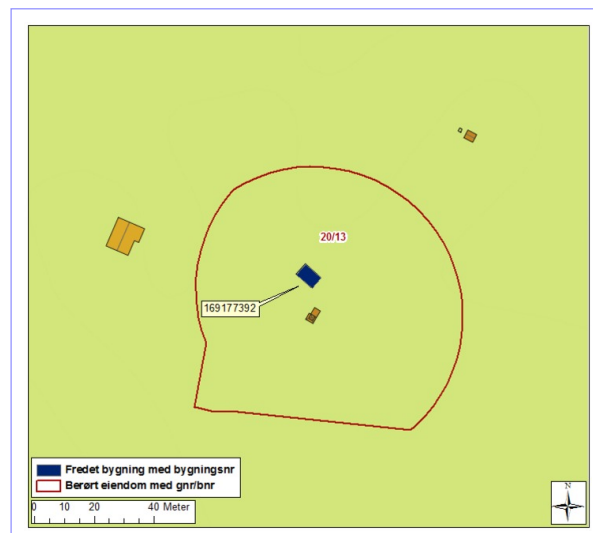 20/13
169177392
Fredet bygning med bygningsnr
Berørt eiendom med gnr/bnr
0 10 20 40 Meter
N